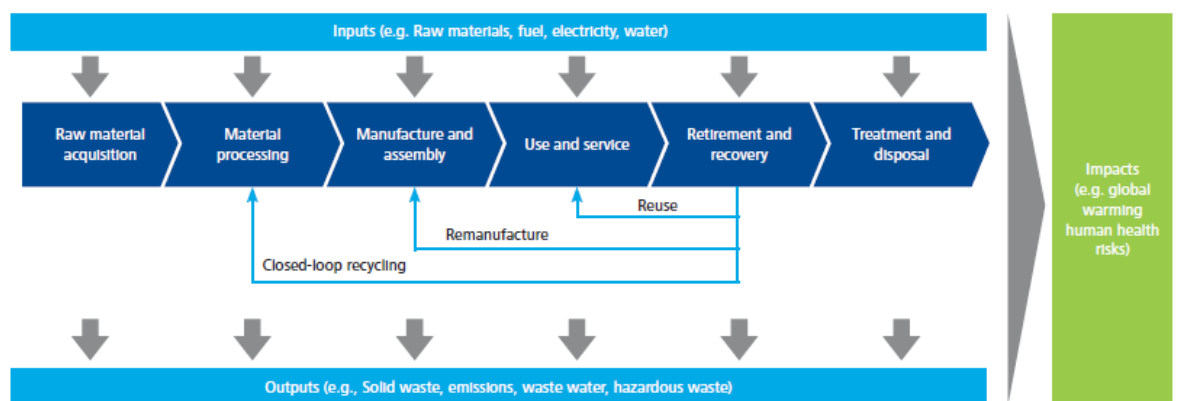 Inputs (e.g. Raw materials, fuel, electricity, water)
Raw material
acquisition
Material
processing
Manufacture and
assembly
Use and service
Retirement and
recovery
Treatment and
disposal
Impacts
(e.g. global
warming
human health
risks)
Reuse
Remanufacture
Closed-loop recycling
Outputs (e.g., Solid waste, emissions, waste water, hazardous waste)